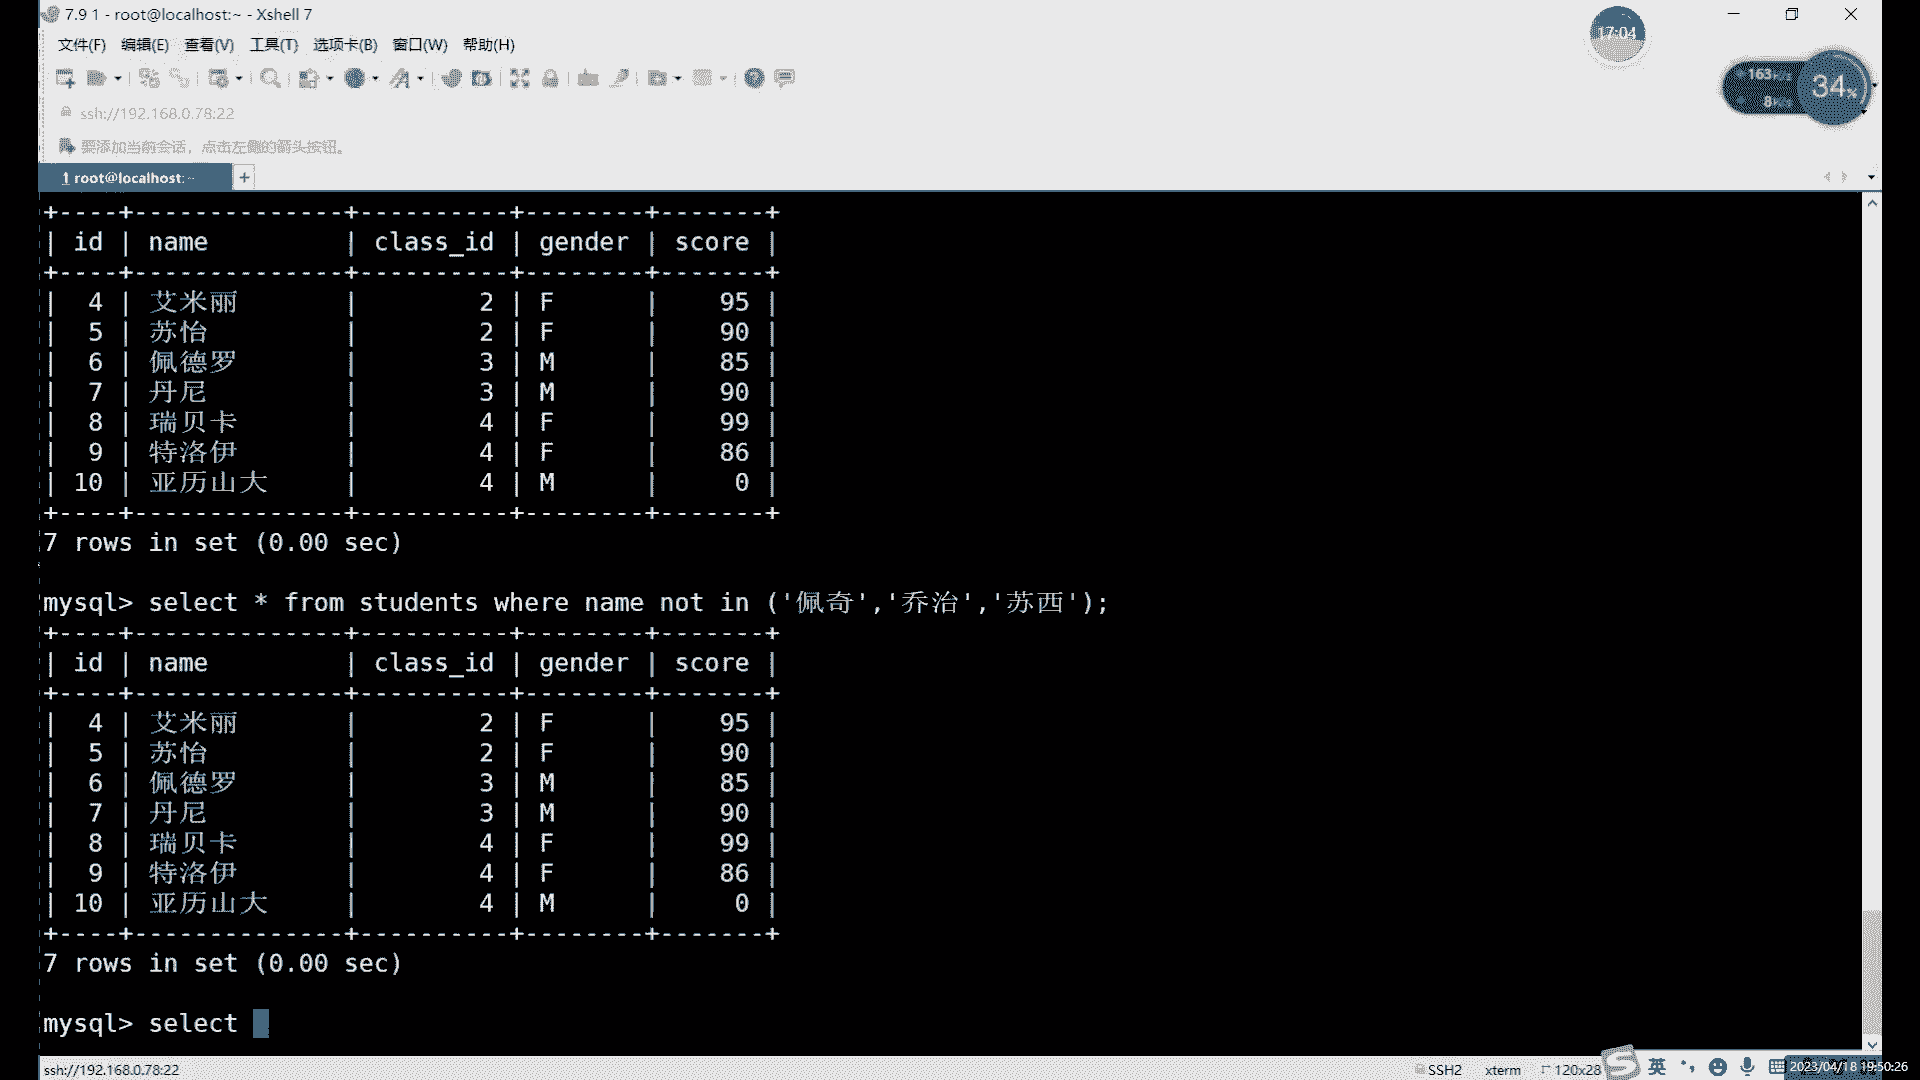 7.9 1 - root@localhost:~ - Xshell 7
17:04
文件(F) 编辑(E) 查看(V) 工具(T) 选项卡(B) 窗口(W) 帮助(H)
163K/s
34%
8K/s
ssh://192.168.0.78:22
要添加当前会话，点击左侧的箭头按钮。
1 root@localhost:~ +
+----+--------------+----------+--------+-------+
| id | name         | class_id | gender | score |
+----+--------------+----------+--------+-------+
|  4 | 艾米丽       |        2 | F      |    95 |
|  5 | 苏怡         |        2 | F      |    90 |
|  6 | 佩德罗       |        3 | M      |    85 |
|  7 | 丹尼         |        3 | M      |    90 |
|  8 | 瑞贝卡       |        4 | F      |    99 |
|  9 | 特洛伊       |        4 | F      |    86 |
| 10 | 亚历山大     |        4 | M      |     0 |
+----+--------------+----------+--------+-------+
7 rows in set (0.00 sec)
mysql> select * from students where name not in ('佩奇','乔治','苏西');
+----+--------------+----------+--------+-------+
| id | name         | class_id | gender | score |
+----+--------------+----------+--------+-------+
|  4 | 艾米丽       |        2 | F      |    95 |
|  5 | 苏怡         |        2 | F      |    90 |
|  6 | 佩德罗       |        3 | M      |    85 |
|  7 | 丹尼         |        3 | M      |    90 |
|  8 | 瑞贝卡       |        4 | F      |    99 |
|  9 | 特洛伊       |        4 | F      |    86 |
| 10 | 亚历山大     |        4 | M      |     0 |
+----+--------------+----------+--------+-------+
7 rows in set (0.00 sec)
mysql> select
ssh://192.168.0.78:22 SSH2 xterm 120x28 英 2023/04/18 19:50:26